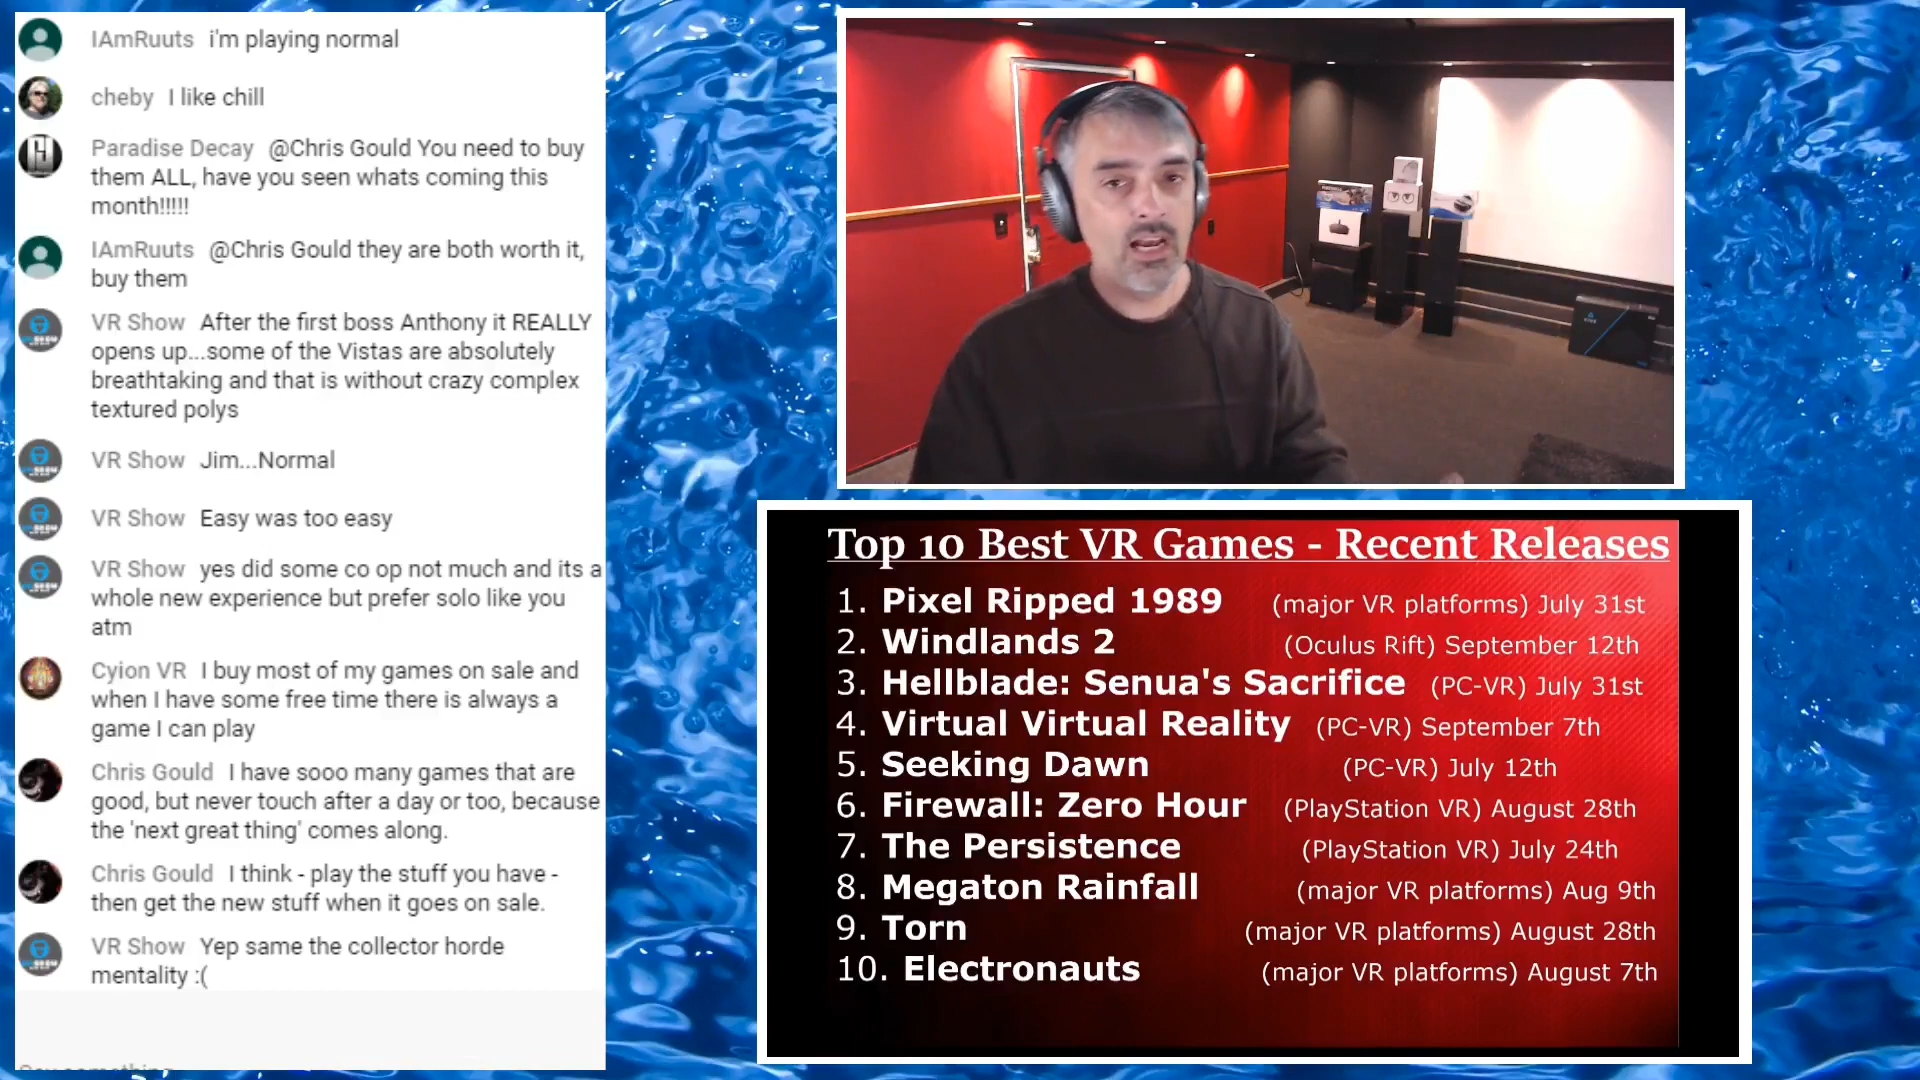 IAmRuuts i'm playing normal
cheby I like chill
Paradise Decay @Chris Gould You need to buy
them ALL, have you seen whats coming this
month!!!!!
IAmRuuts @Chris Gould they are both worth it,
buy them
VR Show After the first boss Anthony it REALLY
opens up...some of the Vistas are absolutely
breathtaking and that is without crazy complex
textured polys
VR Show Jim...Normal
VR Show Easy was too easy
VR Show yes did some co op not much and its a
whole new experience but prefer solo like you
atm
Cyion VR I buy most of my games on sale and
when I have some free time there is always a
game I can play
Chris Gould I have sooo many games that are
good, but never touch after a day or too, because
the 'next great thing' comes along.
Chris Gould I think - play the stuff you have -
then get the new stuff when it goes on sale.
VR Show Yep same the collector horde
mentality :(
Top 10 Best VR Games - Recent Releases
1. Pixel Ripped 1989 (major VR platforms) July 31st
2. Windlands 2 (Oculus Rift) September 12th
3. Hellblade: Senua's Sacrifice (PC-VR) July 31st
4. Virtual Virtual Reality (PC-VR) September 7th
5. Seeking Dawn (PC-VR) July 12th
6. Firewall: Zero Hour (PlayStation VR) August 28th
7. The Persistence (PlayStation VR) July 24th
8. Megaton Rainfall (major VR platforms) Aug 9th
9. Torn (major VR platforms) August 28th
10. Electronauts (major VR platforms) August 7th